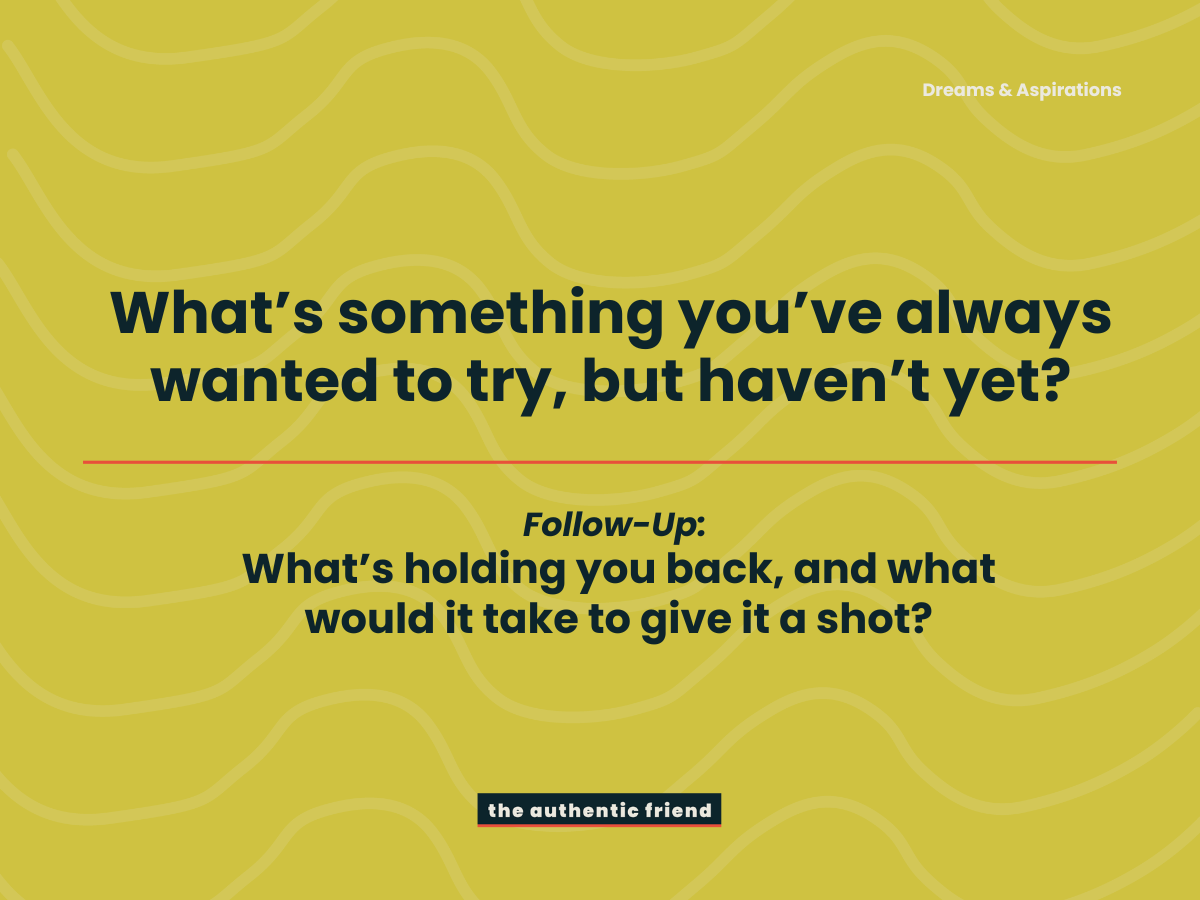 Dreams & Aspirations
What’s something you’ve always
wanted to try, but haven’t yet?
Follow-Up:
What’s holding you back, and what
would it take to give it a shot?
the authentic friend